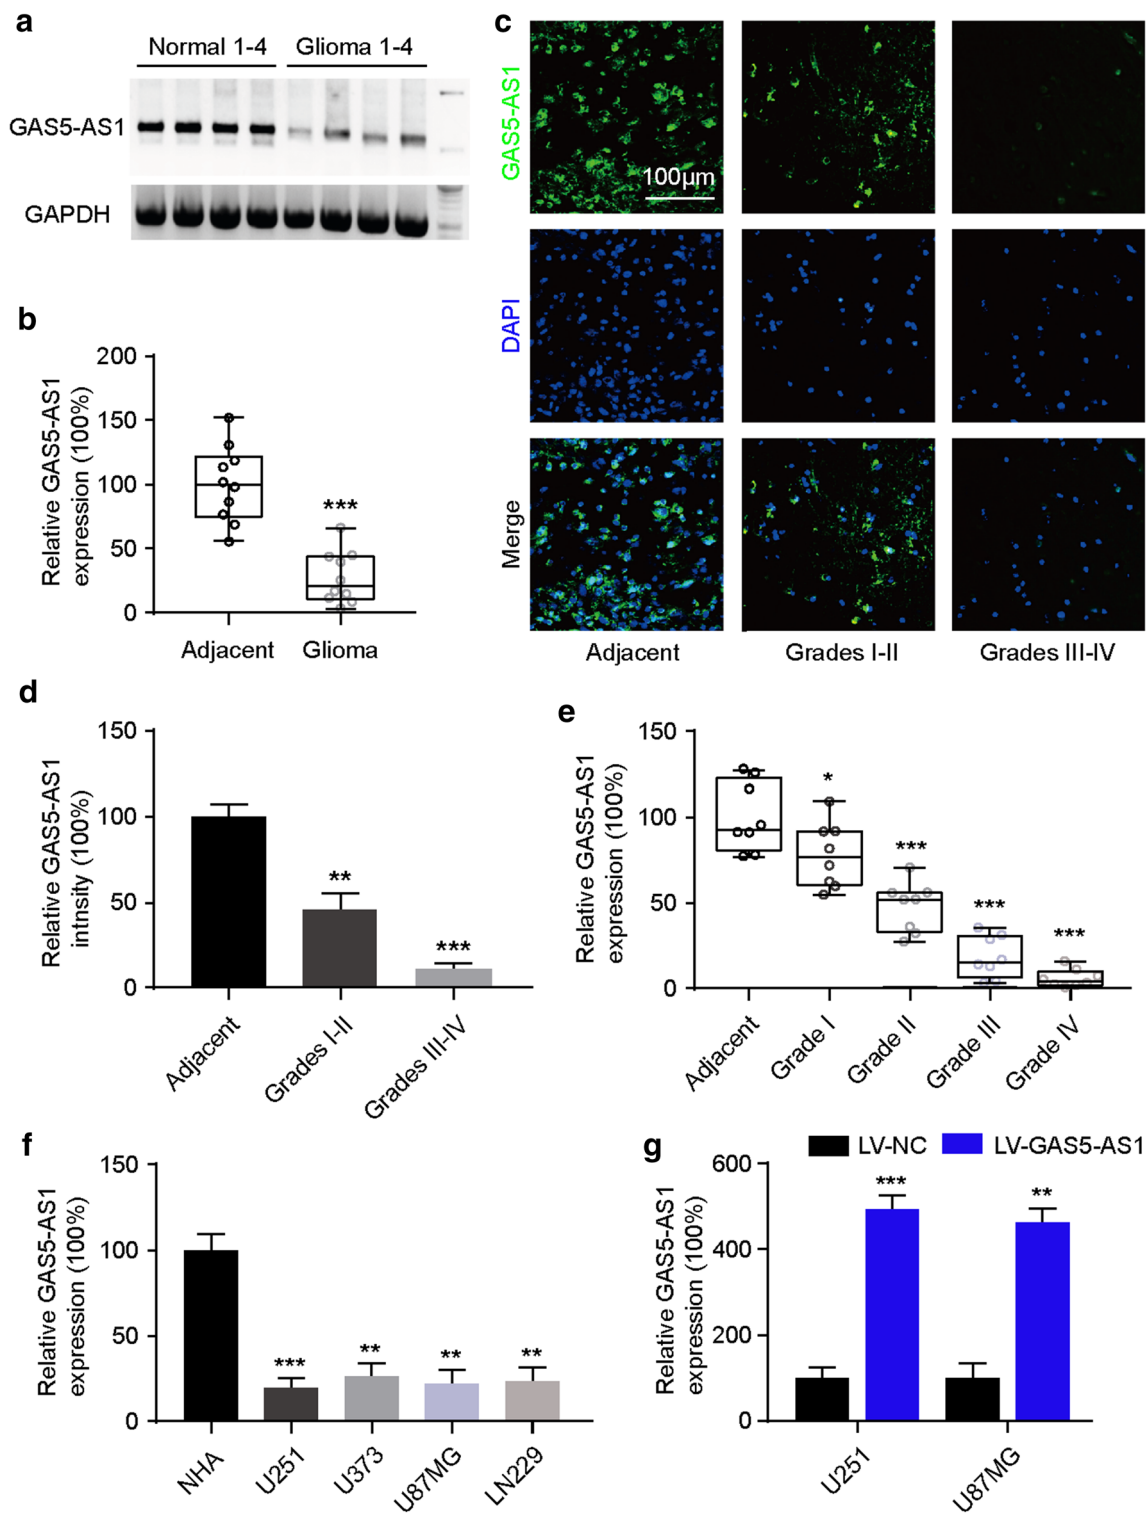 a
Normal 1-4 Glioma 1-4
GAS5-AS1
GAPDH
b
Relative GAS5-AS1
expression (100%)
200
150
100
50
0
***
Adjacent Glioma
c
GAS5-AS1
100μm
DAPI
Merge
Adjacent Grades I-II Grades III-IV
d
Relative GAS5-AS1
intnsity (100%)
150
100
50
0
**
***
Adjacent
Grades I-II
Grades III-IV
e
Relative GAS5-AS1
expression (100%)
150
100
50
0
*
***
***
***
Adjacent
Grade I
Grade II
Grade III
Grade IV
f
Relative GAS5-AS1
expression (100%)
150
100
50
0
***
**
**
**
NHA
U251
U373
U87MG
LN229
g
LV-NC LV-GAS5-AS1
Relative GAS5-AS1
expression (100%)
600
400
200
0
***
**
U251
U87MG